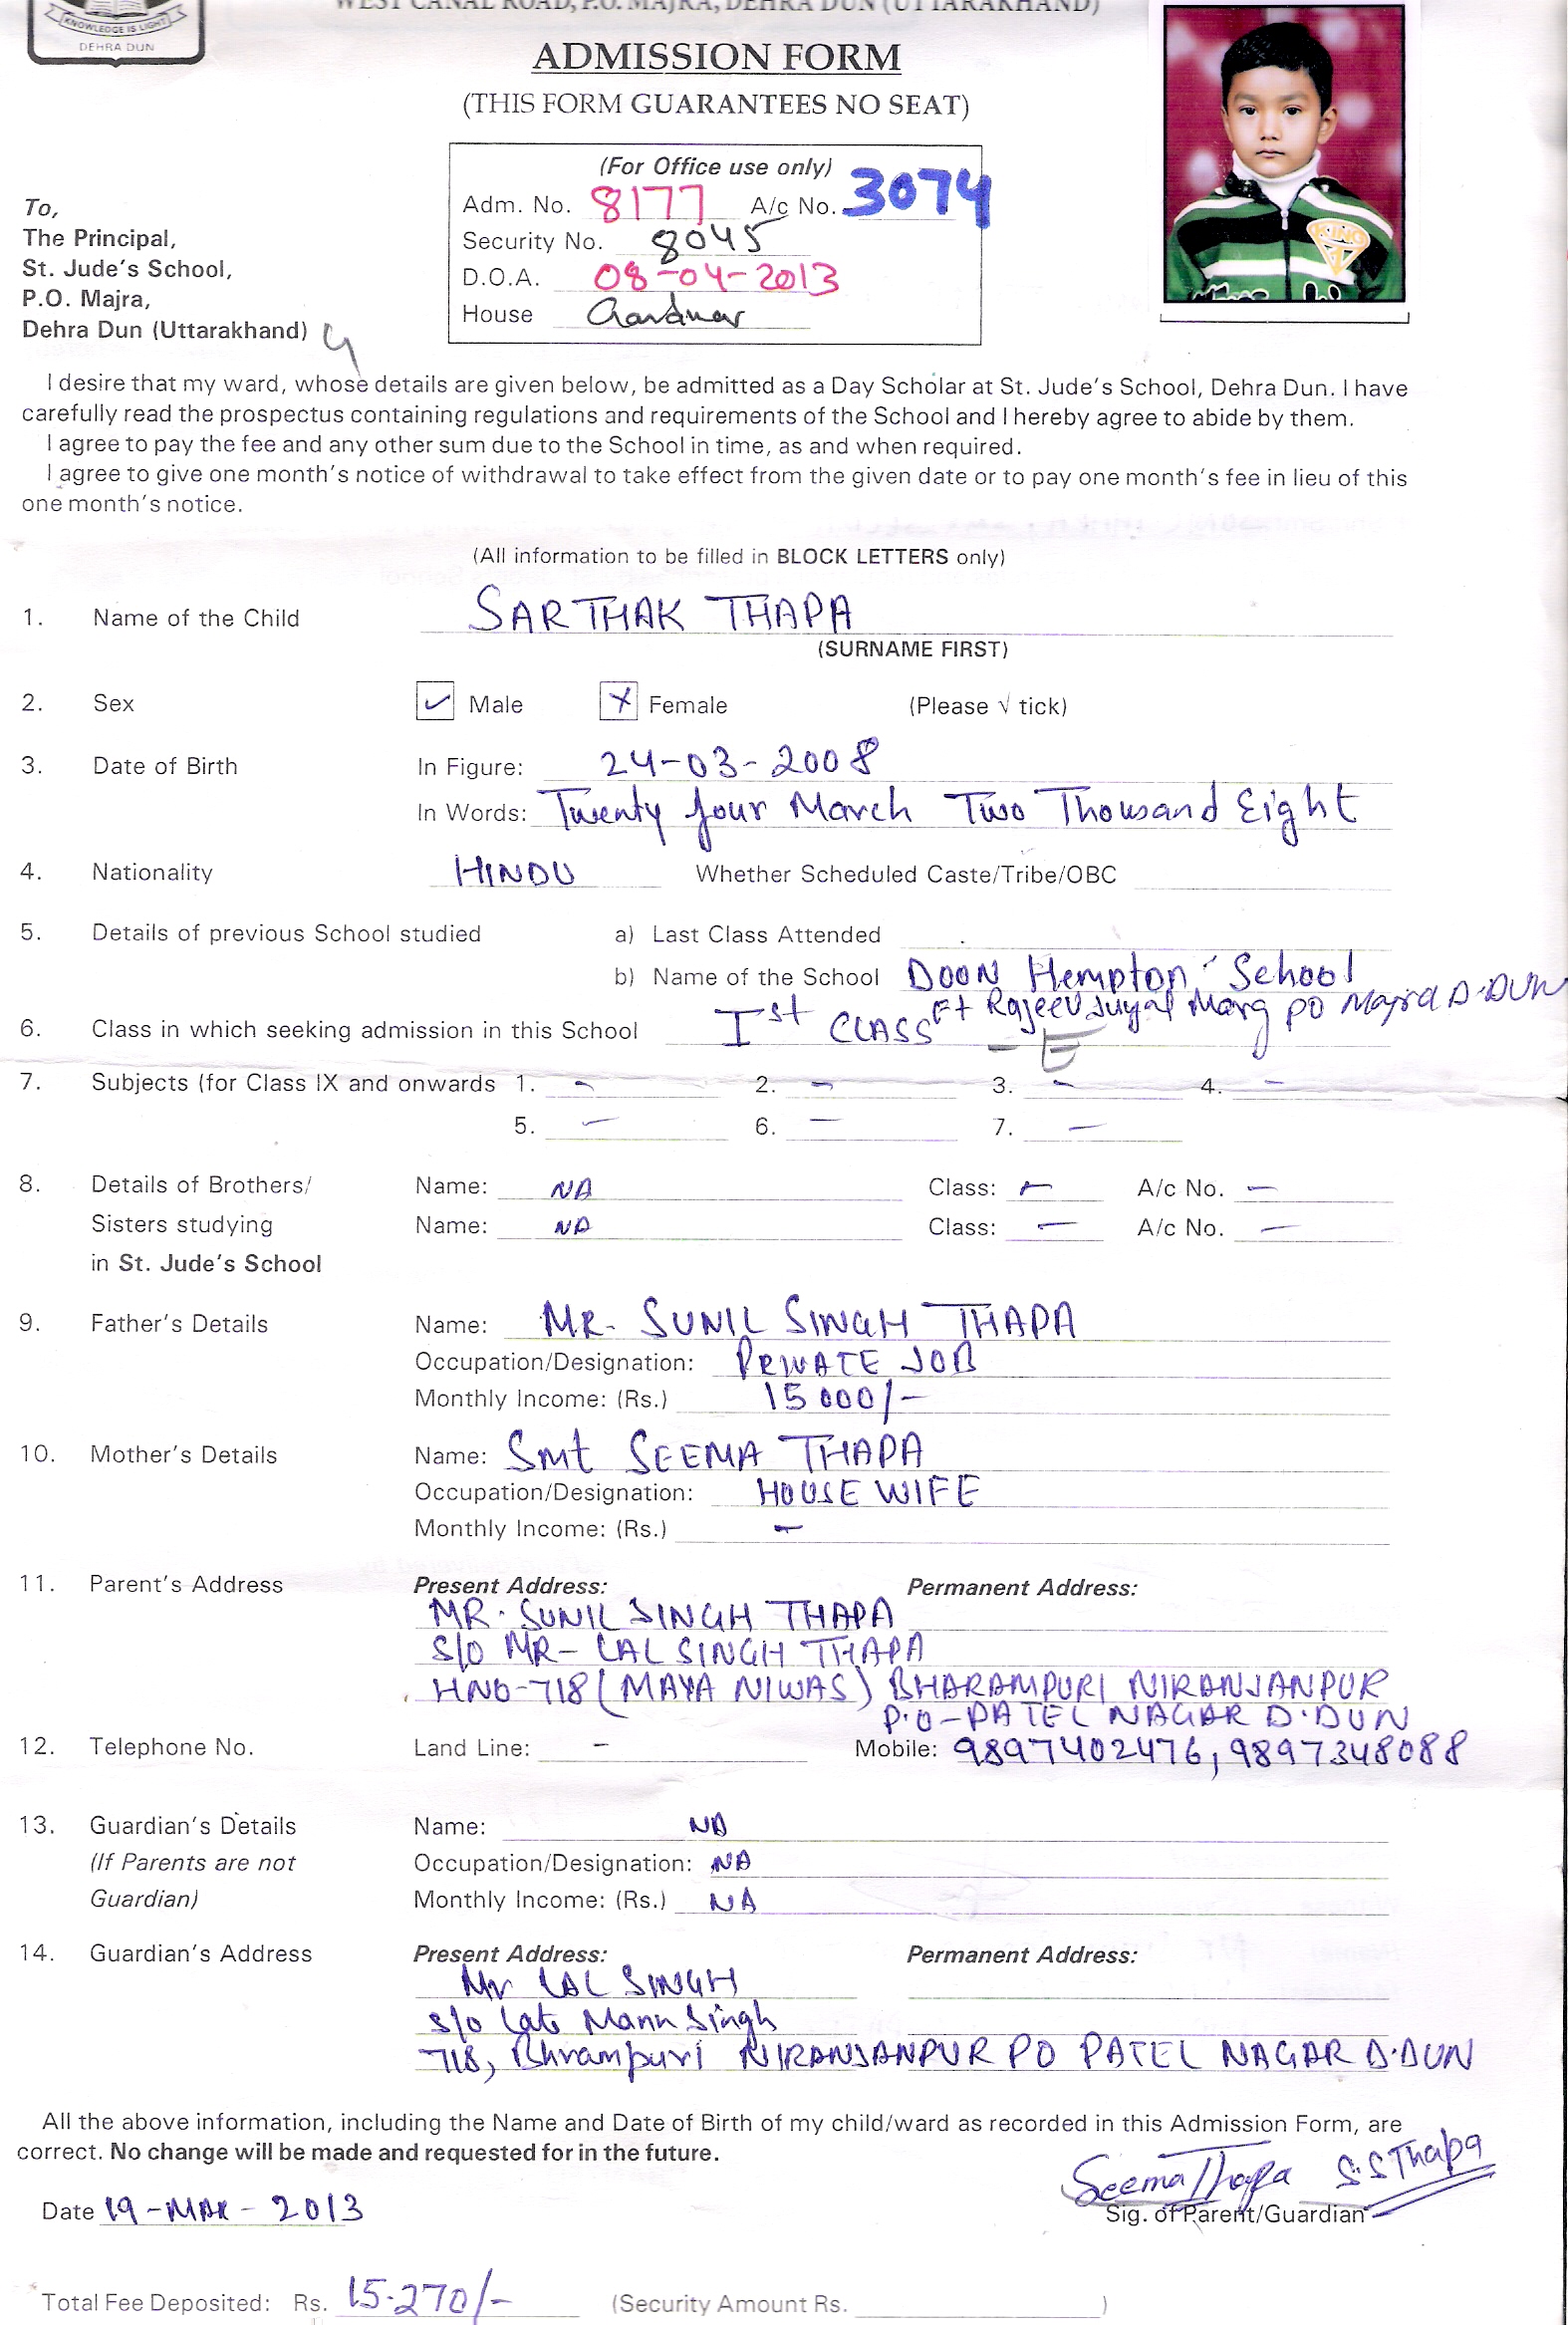 KNOWLEDGE IS LIGHT
DEHRA DUN
WEST CANAL ROAD, P.O. MAJRA, DEHRA DUN (UTTARAKHAND)
ADMISSION FORM
(THIS FORM GUARANTEES NO SEAT)
(For Office use only)
Adm. No. 8177 A/c No. 3074
Security No. 8045
D.O.A. 08-04-2013
House
KING
To,
The Principal,
St. Jude's School,
P.O. Majra,
Dehra Dun (Uttarakhand)
I desire that my ward, whose details are given below, be admitted as a Day Scholar at St. Jude's School, Dehra Dun. I have
carefully read the prospectus containing regulations and requirements of the School and I hereby agree to abide by them.
I agree to pay the fee and any other sum due to the School in time, as and when required.
I agree to give one month's notice of withdrawal to take effect from the given date or to pay one month's fee in lieu of this
one month's notice.
(All information to be filled in BLOCK LETTERS only)
1. Name of the Child SARTHAK THAPA
(SURNAME FIRST)
2. Sex ✓ Male X Female (Please √ tick)
3. Date of Birth In Figure: 24-03-2008
In Words: Twenty four March Two Thousand Eight
4. Nationality HINDU Whether Scheduled Caste/Tribe/OBC
5. Details of previous School studied a) Last Class Attended
b) Name of the School DOON Hempton School
Rajeev Juyal Marg PO Majra D.DUN
6. Class in which seeking admission in this School Ist CLASS - E
7. Subjects (for Class IX and onwards 1. - 2. - 3. - 4. -
5. - 6. - 7. -
8. Details of Brothers/ Name: NA Class: - A/c No. -
Sisters studying Name: NA Class: - A/c No. -
in St. Jude's School
9. Father's Details Name: MR. SUNIL SINGH THAPA
Occupation/Designation: PRIVATE JOB
Monthly Income: (Rs.) 15000/-
10. Mother's Details Name: Smt SEEMA THAPA
Occupation/Designation: HOUSE WIFE
Monthly Income: (Rs.) -
11. Parent's Address Present Address: Permanent Address:
MR. SUNIL SINGH THAPA
S/O MR- LAL SINGH THAPA
HNO-718 (MAYA NIWAS) BHARAMPURI NIRANJANPUR
P.O-PATEL NAGAR D.DUN
12. Telephone No. Land Line: - Mobile: 9897402476, 9897348088
13. Guardian's Details Name: NA
(If Parents are not Occupation/Designation: NA
Guardian) Monthly Income: (Rs.) NA
14. Guardian's Address Present Address: Permanent Address:
Mr LAL SINGH
S/o Late Mann Singh
718, Bhrampuri NIRANJANPUR PO PATEL NAGAR D.DUN
All the above information, including the Name and Date of Birth of my child/ward as recorded in this Admission Form, are
correct. No change will be made and requested for in the future.
Seema Thapa S.S Thapa
Date 19-MAR-2013 Sig. of Parent/Guardian
Total Fee Deposited: Rs. 15.270/- (Security Amount Rs. )